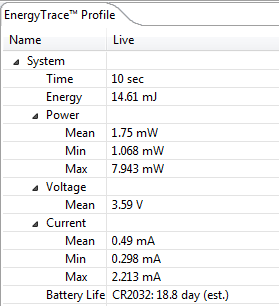 EnergyTrace™ Profile
Name Live
System
Time 10 sec
Energy 14.61 mJ
Power
Mean 1.75 mW
Min 1.068 mW
Max 7.943 mW
Voltage
Mean 3.59 V
Current
Mean 0.49 mA
Min 0.298 mA
Max 2.213 mA
Battery Life CR2032: 18.8 day (est.)